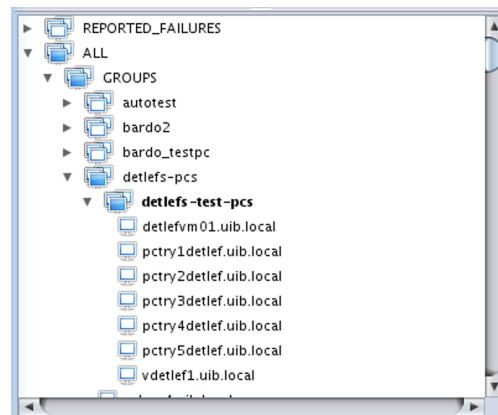 REPORTED_FAILURES
ALL
GROUPS
autotest
bardo2
bardo_testpc
detlefs-pcs
detlefs-test-pcs
detlefvm01.uib.local
pctry1detlef.uib.local
pctry2detlef.uib.local
pctry3detlef.uib.local
pctry4detlef.uib.local
pctry5detlef.uib.local
vdetlef1.uib.local